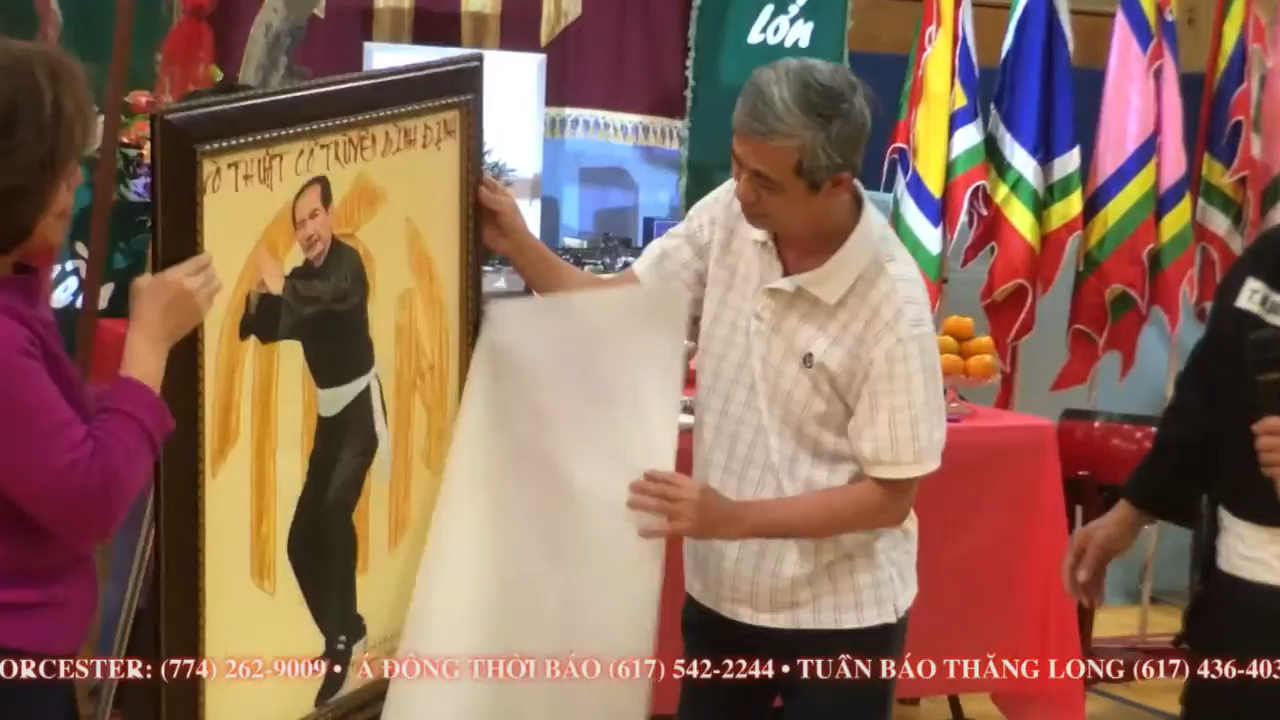 Lớn
VÕ THUẬT CỔ TRUYỀN BÌNH ĐỊNH
ORCESTER: (774) 262-9009 • Á ĐÔNG THỜI BÁO (617) 542-2244 • TUẦN BÁO THĂNG LONG (617) 436-403